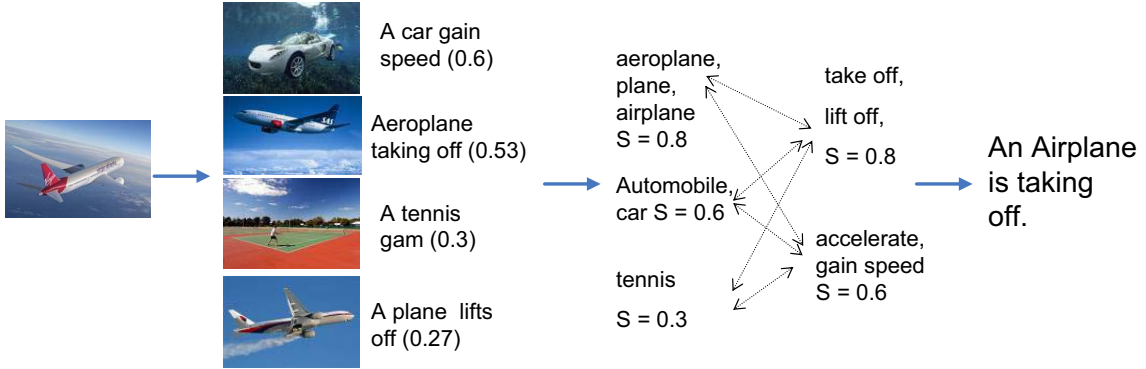 A car gain
speed (0.6)
Aeroplane
taking off (0.53)
A tennis
gam (0.3)
A plane lifts
off (0.27)
aeroplane,
plane,
airplane
S = 0.8
Automobile,
car S = 0.6
tennis
S = 0.3
take off,
lift off,
S = 0.8
accelerate,
gain speed
S = 0.6
An Airplane
is taking
off.